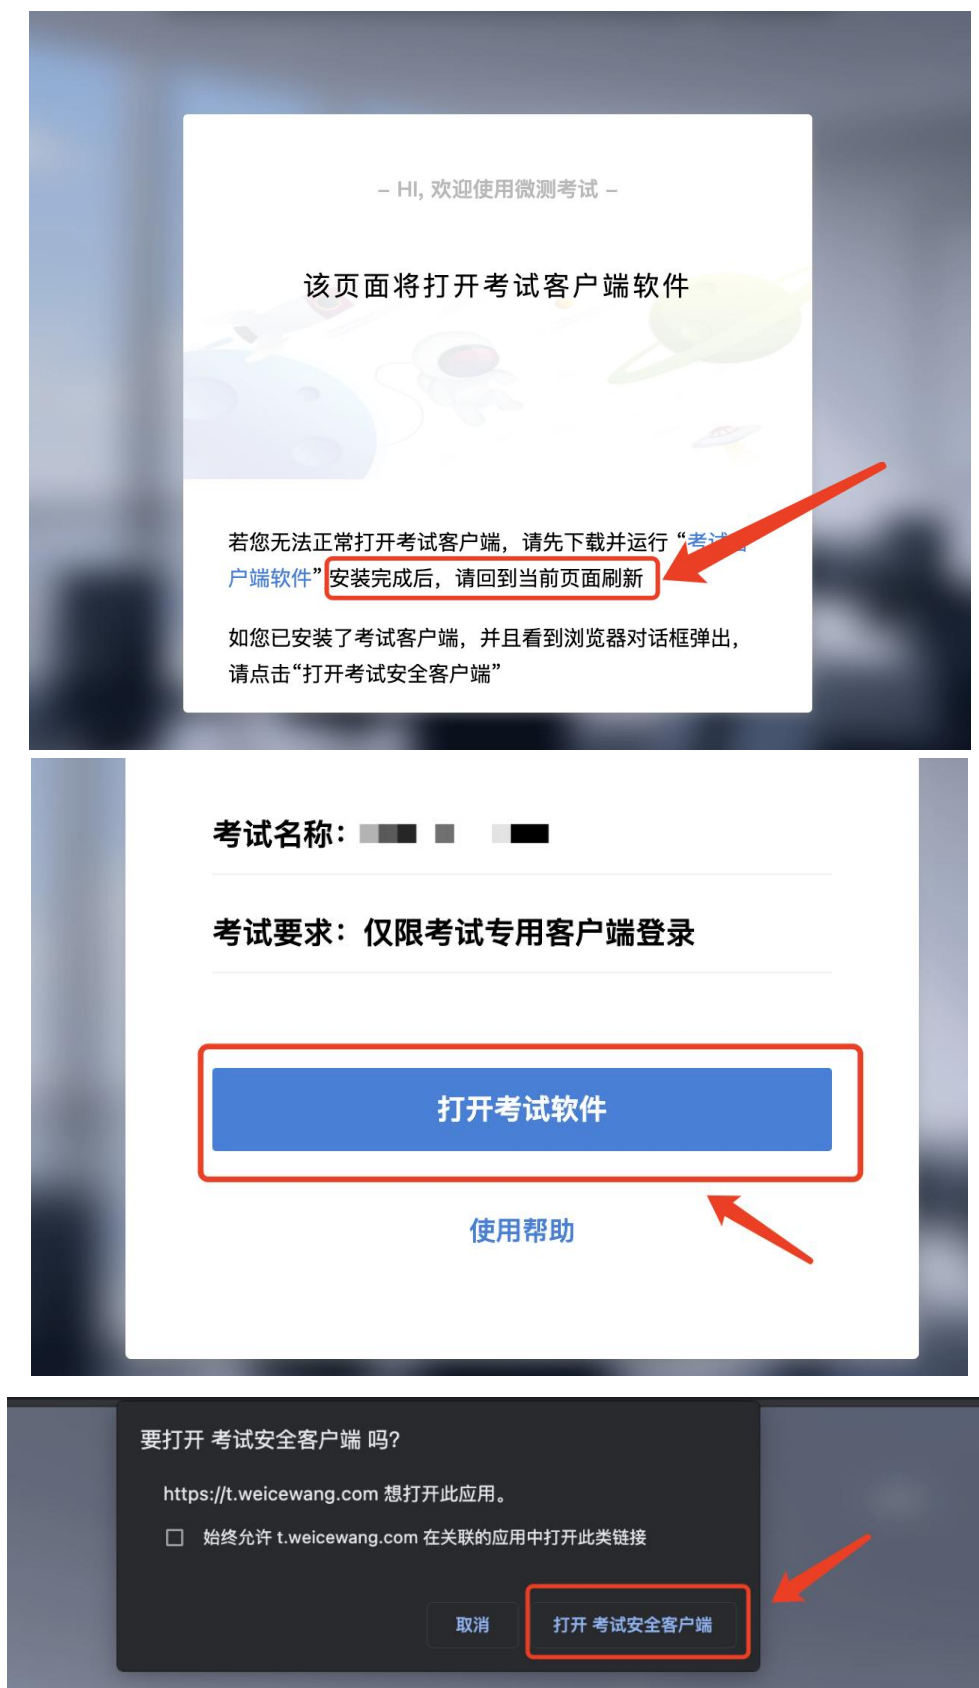 – HI, 欢迎使用微测考试 –
该页面将打开考试客户端软件
若您无法正常打开考试客户端，请先下载并运行 “考试客
户端软件” 安装完成后，请回到当前页面刷新
如您已安装了考试客户端，并且看到浏览器对话框弹出，
请点击“打开考试安全客户端”
考试名称：
考试要求：仅限考试专用客户端登录
打开考试软件
使用帮助
要打开 考试安全客户端 吗?
https://t.weicewang.com 想打开此应用。
始终允许 t.weicewang.com 在关联的应用中打开此类链接
取消
打开 考试安全客户端